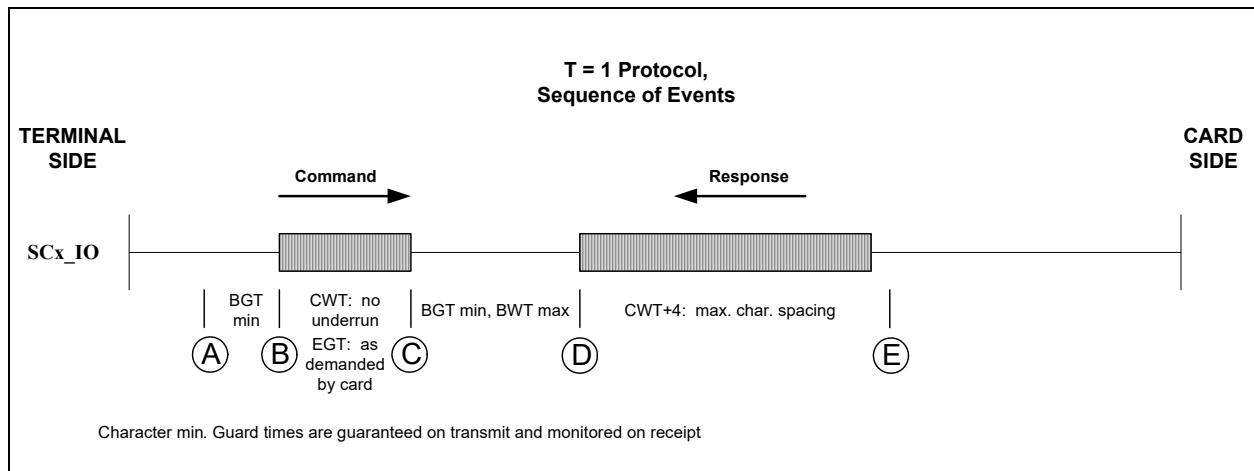 T = 1 Protocol,
Sequence of Events
TERMINAL
SIDE
CARD
SIDE
Command
Response
SCx_IO
BGT
min
CWT: no
underrun
EGT: as
demanded
by card
BGT min, BWT max
CWT+4: max. char. spacing
A
B
C
D
E
Character min. Guard times are guaranteed on transmit and monitored on receipt